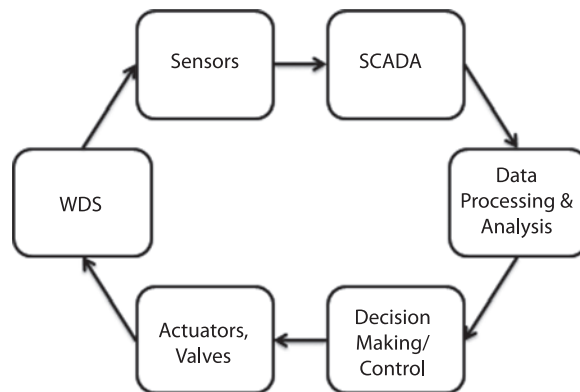 Sensors
SCADA
WDS
Data
Processing &
Analysis
Actuators,
Valves
Decision
Making/
Control